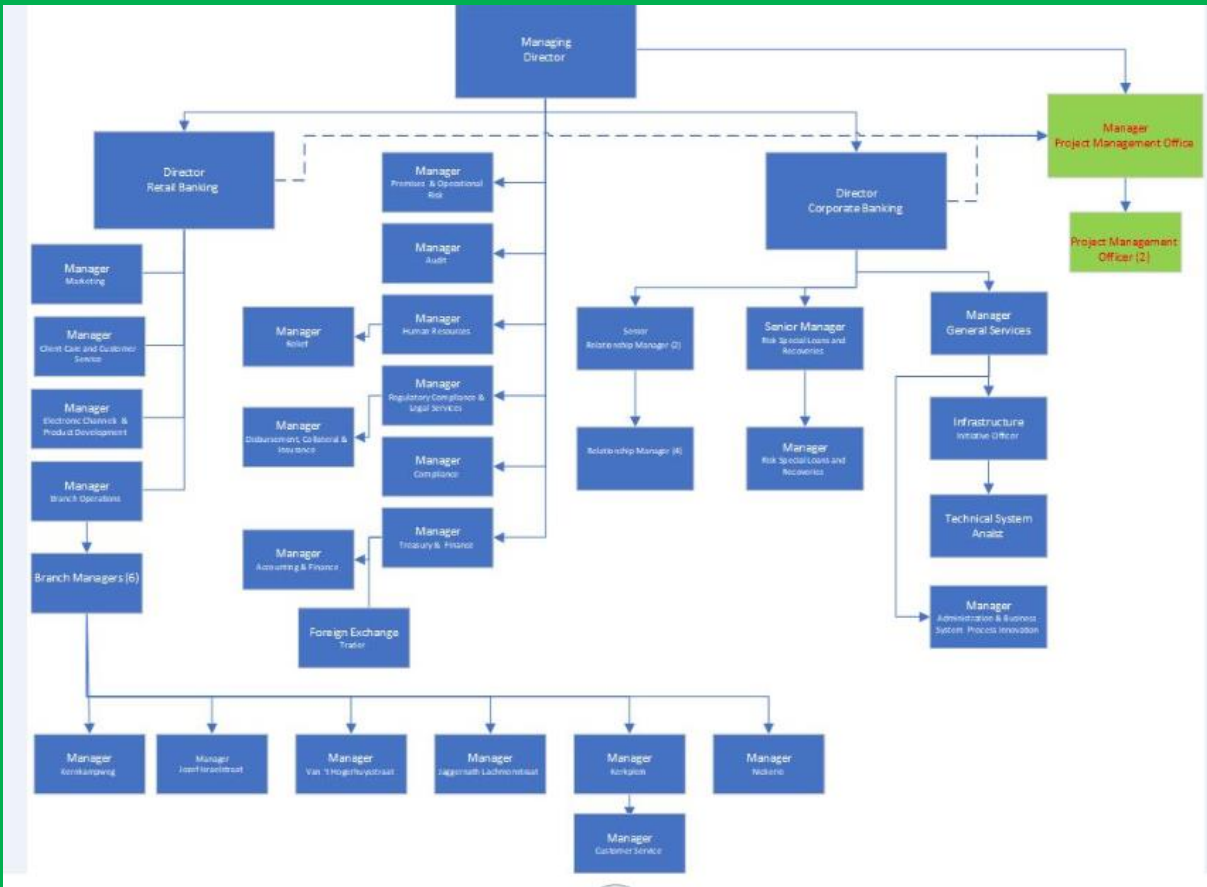 Managing
Director
Manager
Project Management Office
Director
Retail Banking
Manager
Premises & Operational
Risk
Director
Corporate Banking
Project Management
Officer (2)
Manager
Audit
Manager
Marketing
Manager
Human Resources
Manager
Relief
Senior
Relationship Manager (2)
Senior Manager
Risk Special Loans and
Recoveries
Manager
General Services
Manager
Client Care and Customer
Service
Manager
Regulatory Compliance &
Legal Services
Manager
Electronic Channels &
Product Development
Manager
Disbursement, Collateral &
Insurance
Infrastructure
Initiative Officer
Relationship Manager (4)
Manager
Risk Special Loans and
Recoveries
Manager
Compliance
Manager
Branch Operations
Technical System
Analist
Manager
Treasury & Finance
Manager
Accounting & Finance
Branch Managers (6)
Manager
Administration & Business
System Process Innovation
Foreign Exchange
Trader
Manager
Kernkampweg
Manager
Jozef Israelstraat
Manager
Van 't Hogerhuysstraat
Manager
Jaggernath Lachmonstraat
Manager
Kerkplein
Manager
Nickerie
Manager
Customer Service